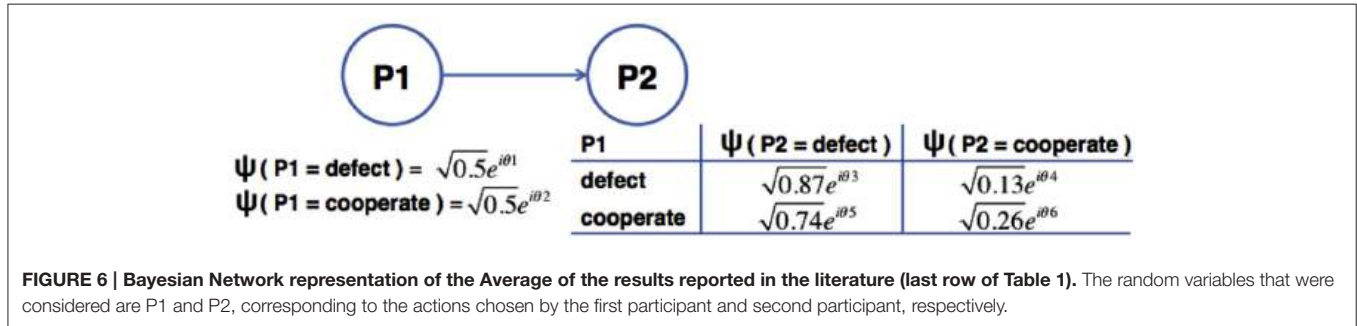 P1 P2
P1 ψ( P2 = defect ) ψ( P2 = cooperate )
ψ( P1 = defect ) = √0.5e^{iθ1}
defect √0.87e^{iθ3} √0.13e^{iθ4}
ψ( P1 = cooperate ) = √0.5e^{iθ2}
cooperate √0.74e^{iθ5} √0.26e^{iθ6}
FIGURE 6 | Bayesian Network representation of the Average of the results reported in the literature (last row of Table 1). The random variables that were
considered are P1 and P2, corresponding to the actions chosen by the first participant and second participant, respectively.